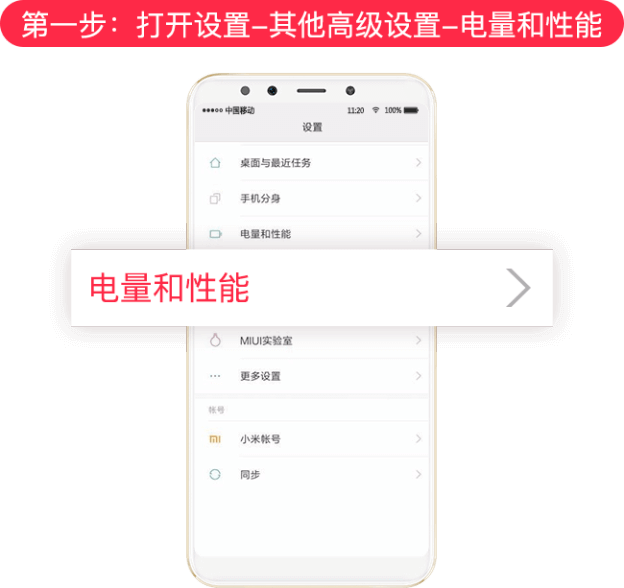 第一步：打开设置–其他高级设置–电量和性能
中国移动 11:20 100%
设置
桌面与最近任务
手机分身
电量和性能
电量和性能
MIUI实验室
更多设置
帐号
小米帐号
同步